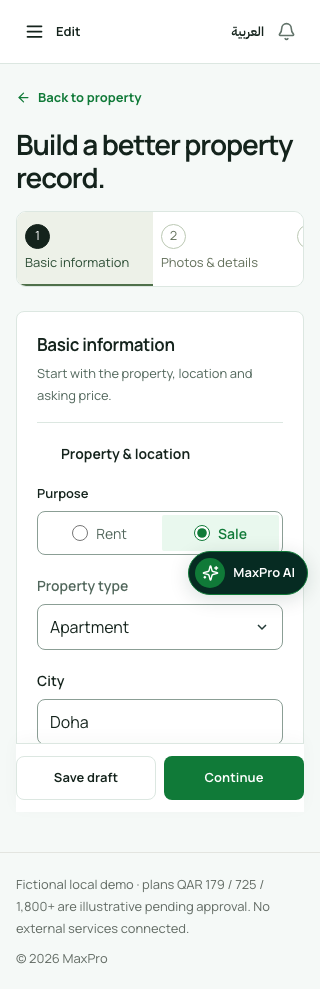 Edit
العربية
Back to property
Build a better property
record.
1
2
Basic information
Photos & details
Basic information
Start with the property, location and
asking price.
Property & location
Purpose
Rent
Sale
MaxPro AI
Property type
Apartment
City
Doha
Save draft
Continue
Fictional local demo · plans QAR 179 / 725 /
1,800+ are illustrative pending approval. No
external services connected.
© 2026 MaxPro